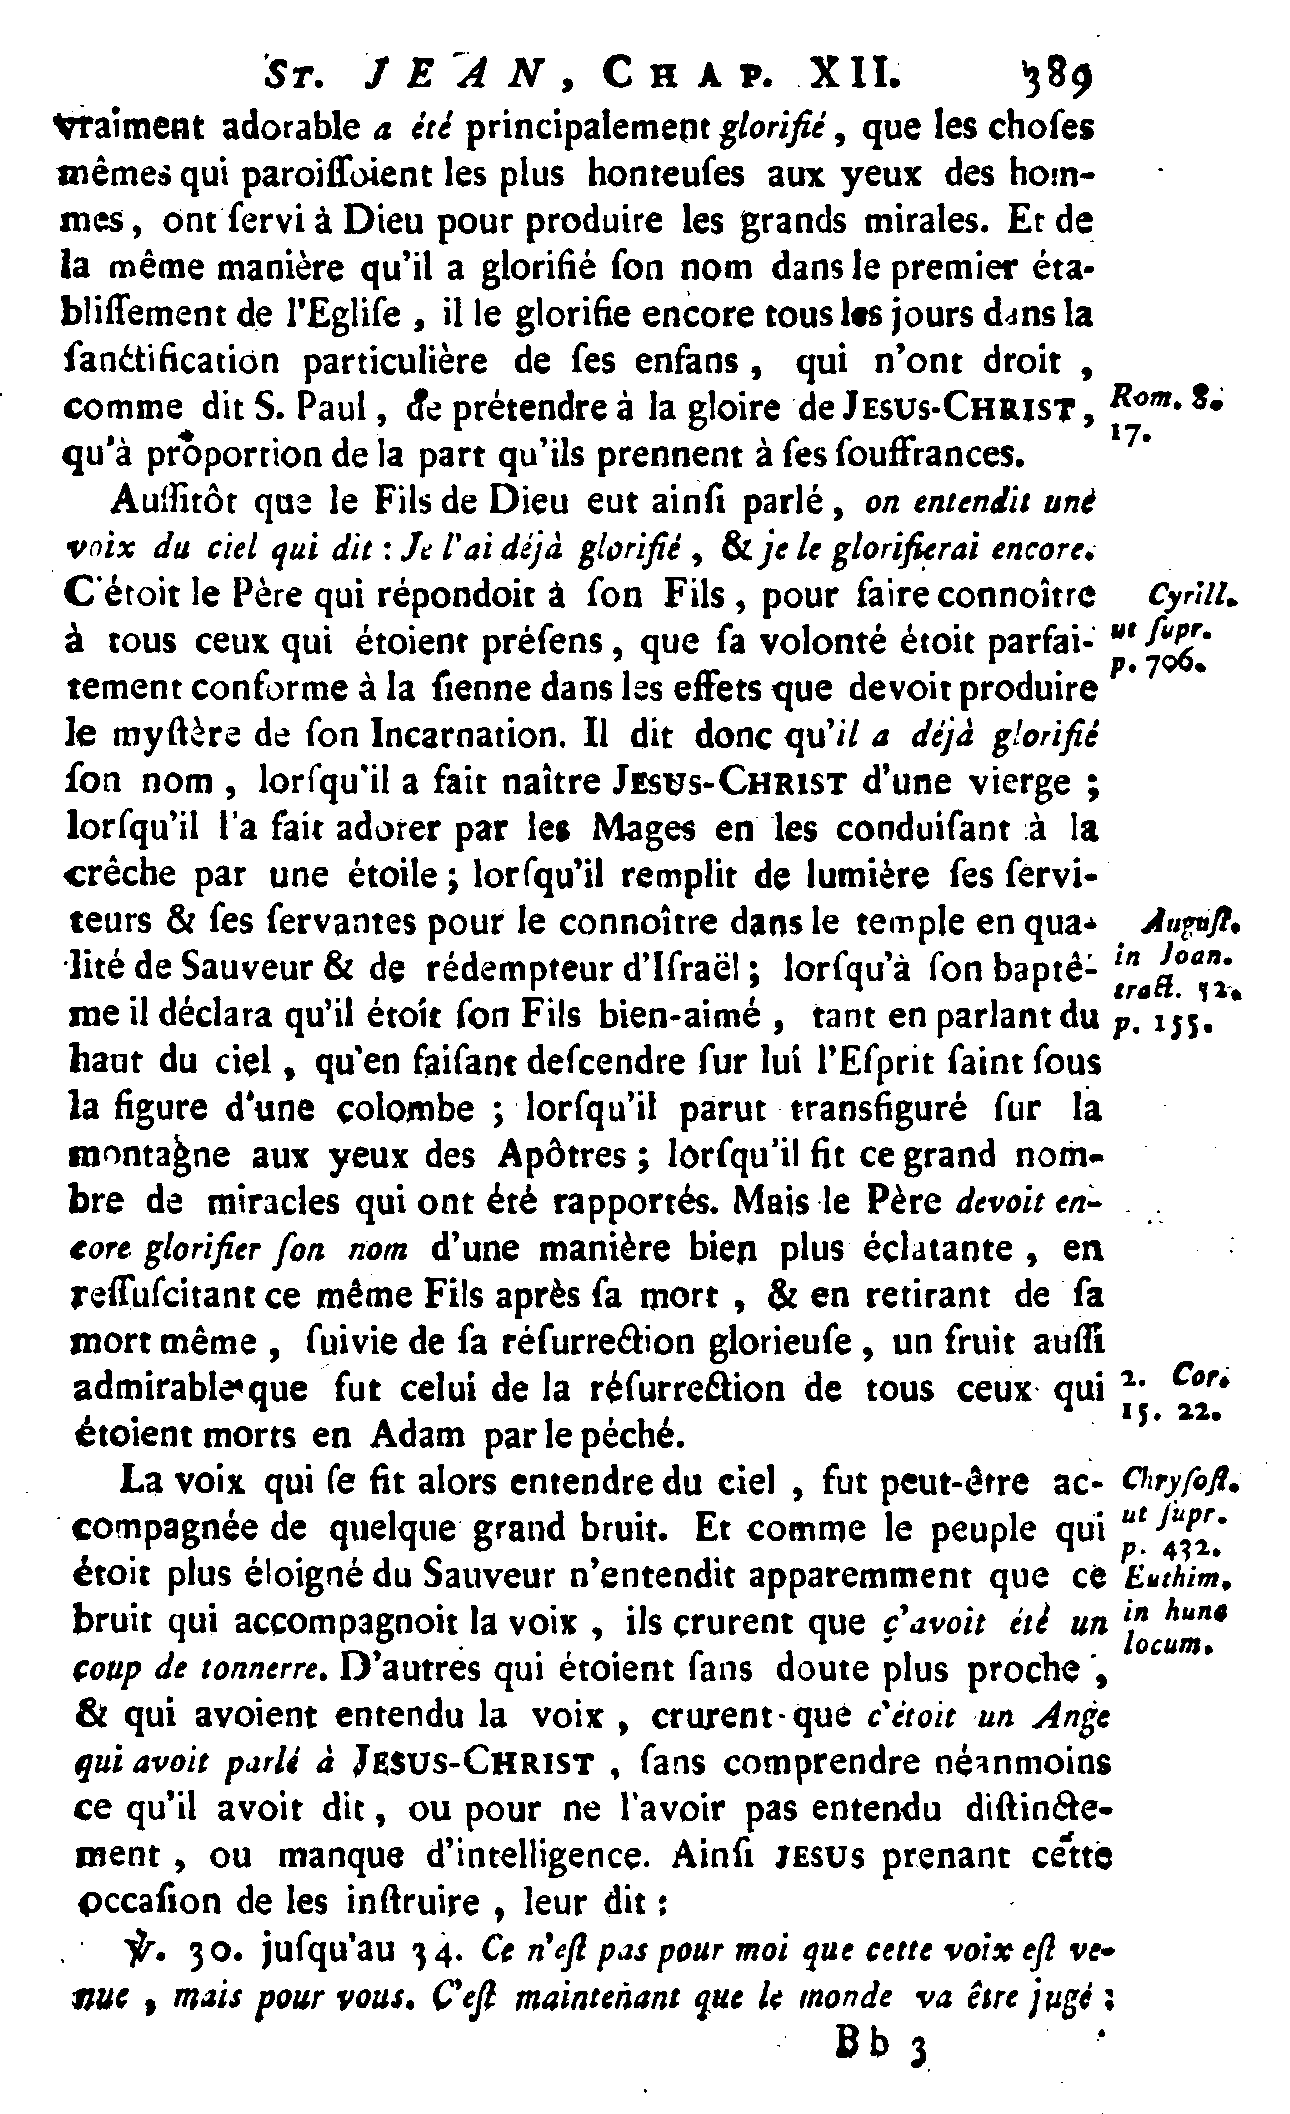 ST. JEAN, CHAP. XII. 389
vraiment adorable a été principalement glorifié, que les choſes
mêmes qui paroiſſoient les plus honteuſes aux yeux des hom-
mes, ont ſervi à Dieu pour produire les grands mirales. Et de
la même manière qu'il a glorifié ſon nom dans le premier éta-
bliſſement de l'Egliſe, il le glorifie encore tous les jours dans la
ſanctification particulière de ſes enfans, qui n'ont droit,
comme dit S. Paul, de prétendre à la gloire de JESUS-CHRIST,
Rom. 8.
17.
qu'à proportion de la part qu'ils prennent à ſes ſouffrances.
Auſſitôt que le Fils de Dieu eut ainſi parlé, on entendit une
voix du ciel qui dit : Je l'ai déjà glorifié, & je le glorifierai encore.
C'étoit le Père qui répondoit à ſon Fils, pour faire connoître
Cyrill.
ut ſupr.
p. 706.
à tous ceux qui étoient préſens, que ſa volonté étoit parfai-
tement conforme à la ſienne dans les effets que devoit produire
le myſtère de ſon Incarnation. Il dit donc qu'il a déjà glorifié
ſon nom, lorſqu'il a fait naître JESUS-CHRIST d'une vierge ;
lorſqu'il l'a fait adorer par les Mages en les conduiſant à la
crêche par une étoile ; lorſqu'il remplit de lumière ſes ſervi-
teurs & ſes ſervantes pour le connoître dans le temple en qua-
Auguſt.
in Joan.
tract. 52.
p. 155.
lité de Sauveur & de rédempteur d'Iſraël ; lorſqu'à ſon baptê-
me il déclara qu'il étoit ſon Fils bien-aimé, tant en parlant du
haut du ciel, qu'en faiſant deſcendre ſur lui l'Eſprit ſaint ſous
la figure d'une colombe ; lorſqu'il parut transfiguré ſur la
montagne aux yeux des Apôtres ; lorſqu'il fit ce grand nom-
bre de miracles qui ont été rapportés. Mais le Père devoit en-
core glorifier ſon nom d'une manière bien plus éclatante, en
reſſuſcitant ce même Fils après ſa mort, & en retirant de ſa
mort même, ſuivie de ſa réſurrection glorieuſe, un fruit auſſi
admirable que fut celui de la réſurrection de tous ceux qui
2. Cor.
15. 22.
étoient morts en Adam par le péché.
La voix qui ſe fit alors entendre du ciel, fut peut-être ac-
Chryſoſt.
ut ſupr.
p. 432.
Euthim.
in hunc
locum.
compagnée de quelque grand bruit. Et comme le peuple qui
étoit plus éloigné du Sauveur n'entendit apparemment que ce
bruit qui accompagnoit la voix, ils crurent que ç'avoit été un
coup de tonnerre. D'autres qui étoient ſans doute plus proche,
& qui avoient entendu la voix, crurent que c'étoit un Ange
qui avoit parlé à JESUS-CHRIST, ſans comprendre néanmoins
ce qu'il avoit dit, ou pour ne l'avoir pas entendu diſtincte-
ment, ou manque d'intelligence. Ainſi JESUS prenant cette
occaſion de les inſtruire, leur dit :
℣. 30. juſqu'au 34. Ce n'eſt pas pour moi que cette voix eſt ve-
nue, mais pour vous. C'eſt maintenant que le monde va être jugé ;
Bb 3